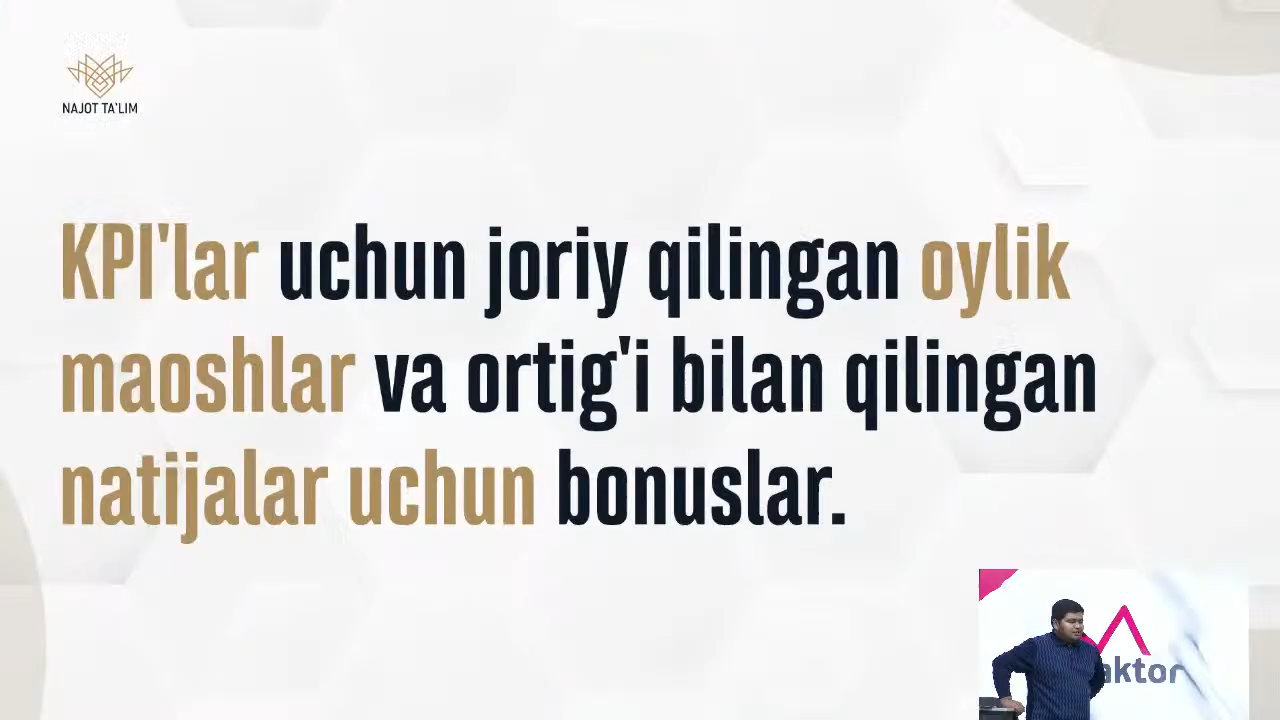 NAJOT TA'LIM
KPI'lar uchun joriy qilingan oylik
maoshlar va ortig'i bilan qilingan
natijalar uchun bonuslar.